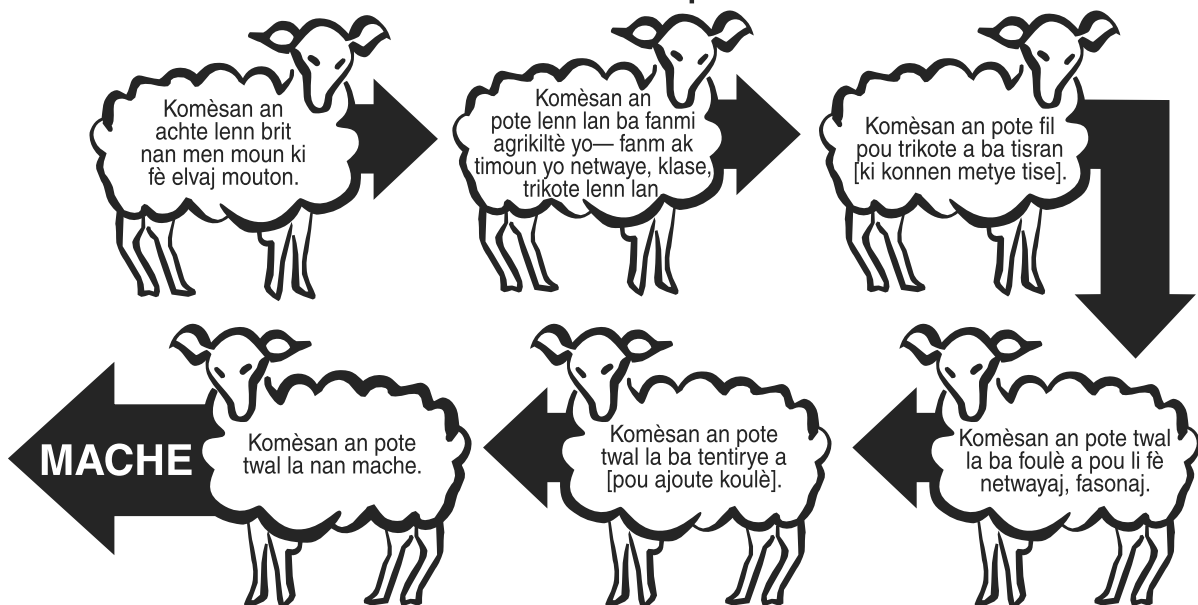 Komèsan an
achte lenn brit
nan men moun ki
fè elvaj mouton.
Komèsan an
pote lenn lan ba fanmi
agrikiltè yo— fanm ak
timoun yo netwaye, klase,
trikote lenn lan
Komèsan an pote fil
pou trikote a ba tisran
[ki konnen metye tise].
Komèsan an pote twal
la ba foulè a pou li fè
netwayaj, fasonaj.
Komèsan an pote
twal la ba tentirye a
[pou ajoute koulè].
Komèsan an pote
twal la nan mache.
MACHE